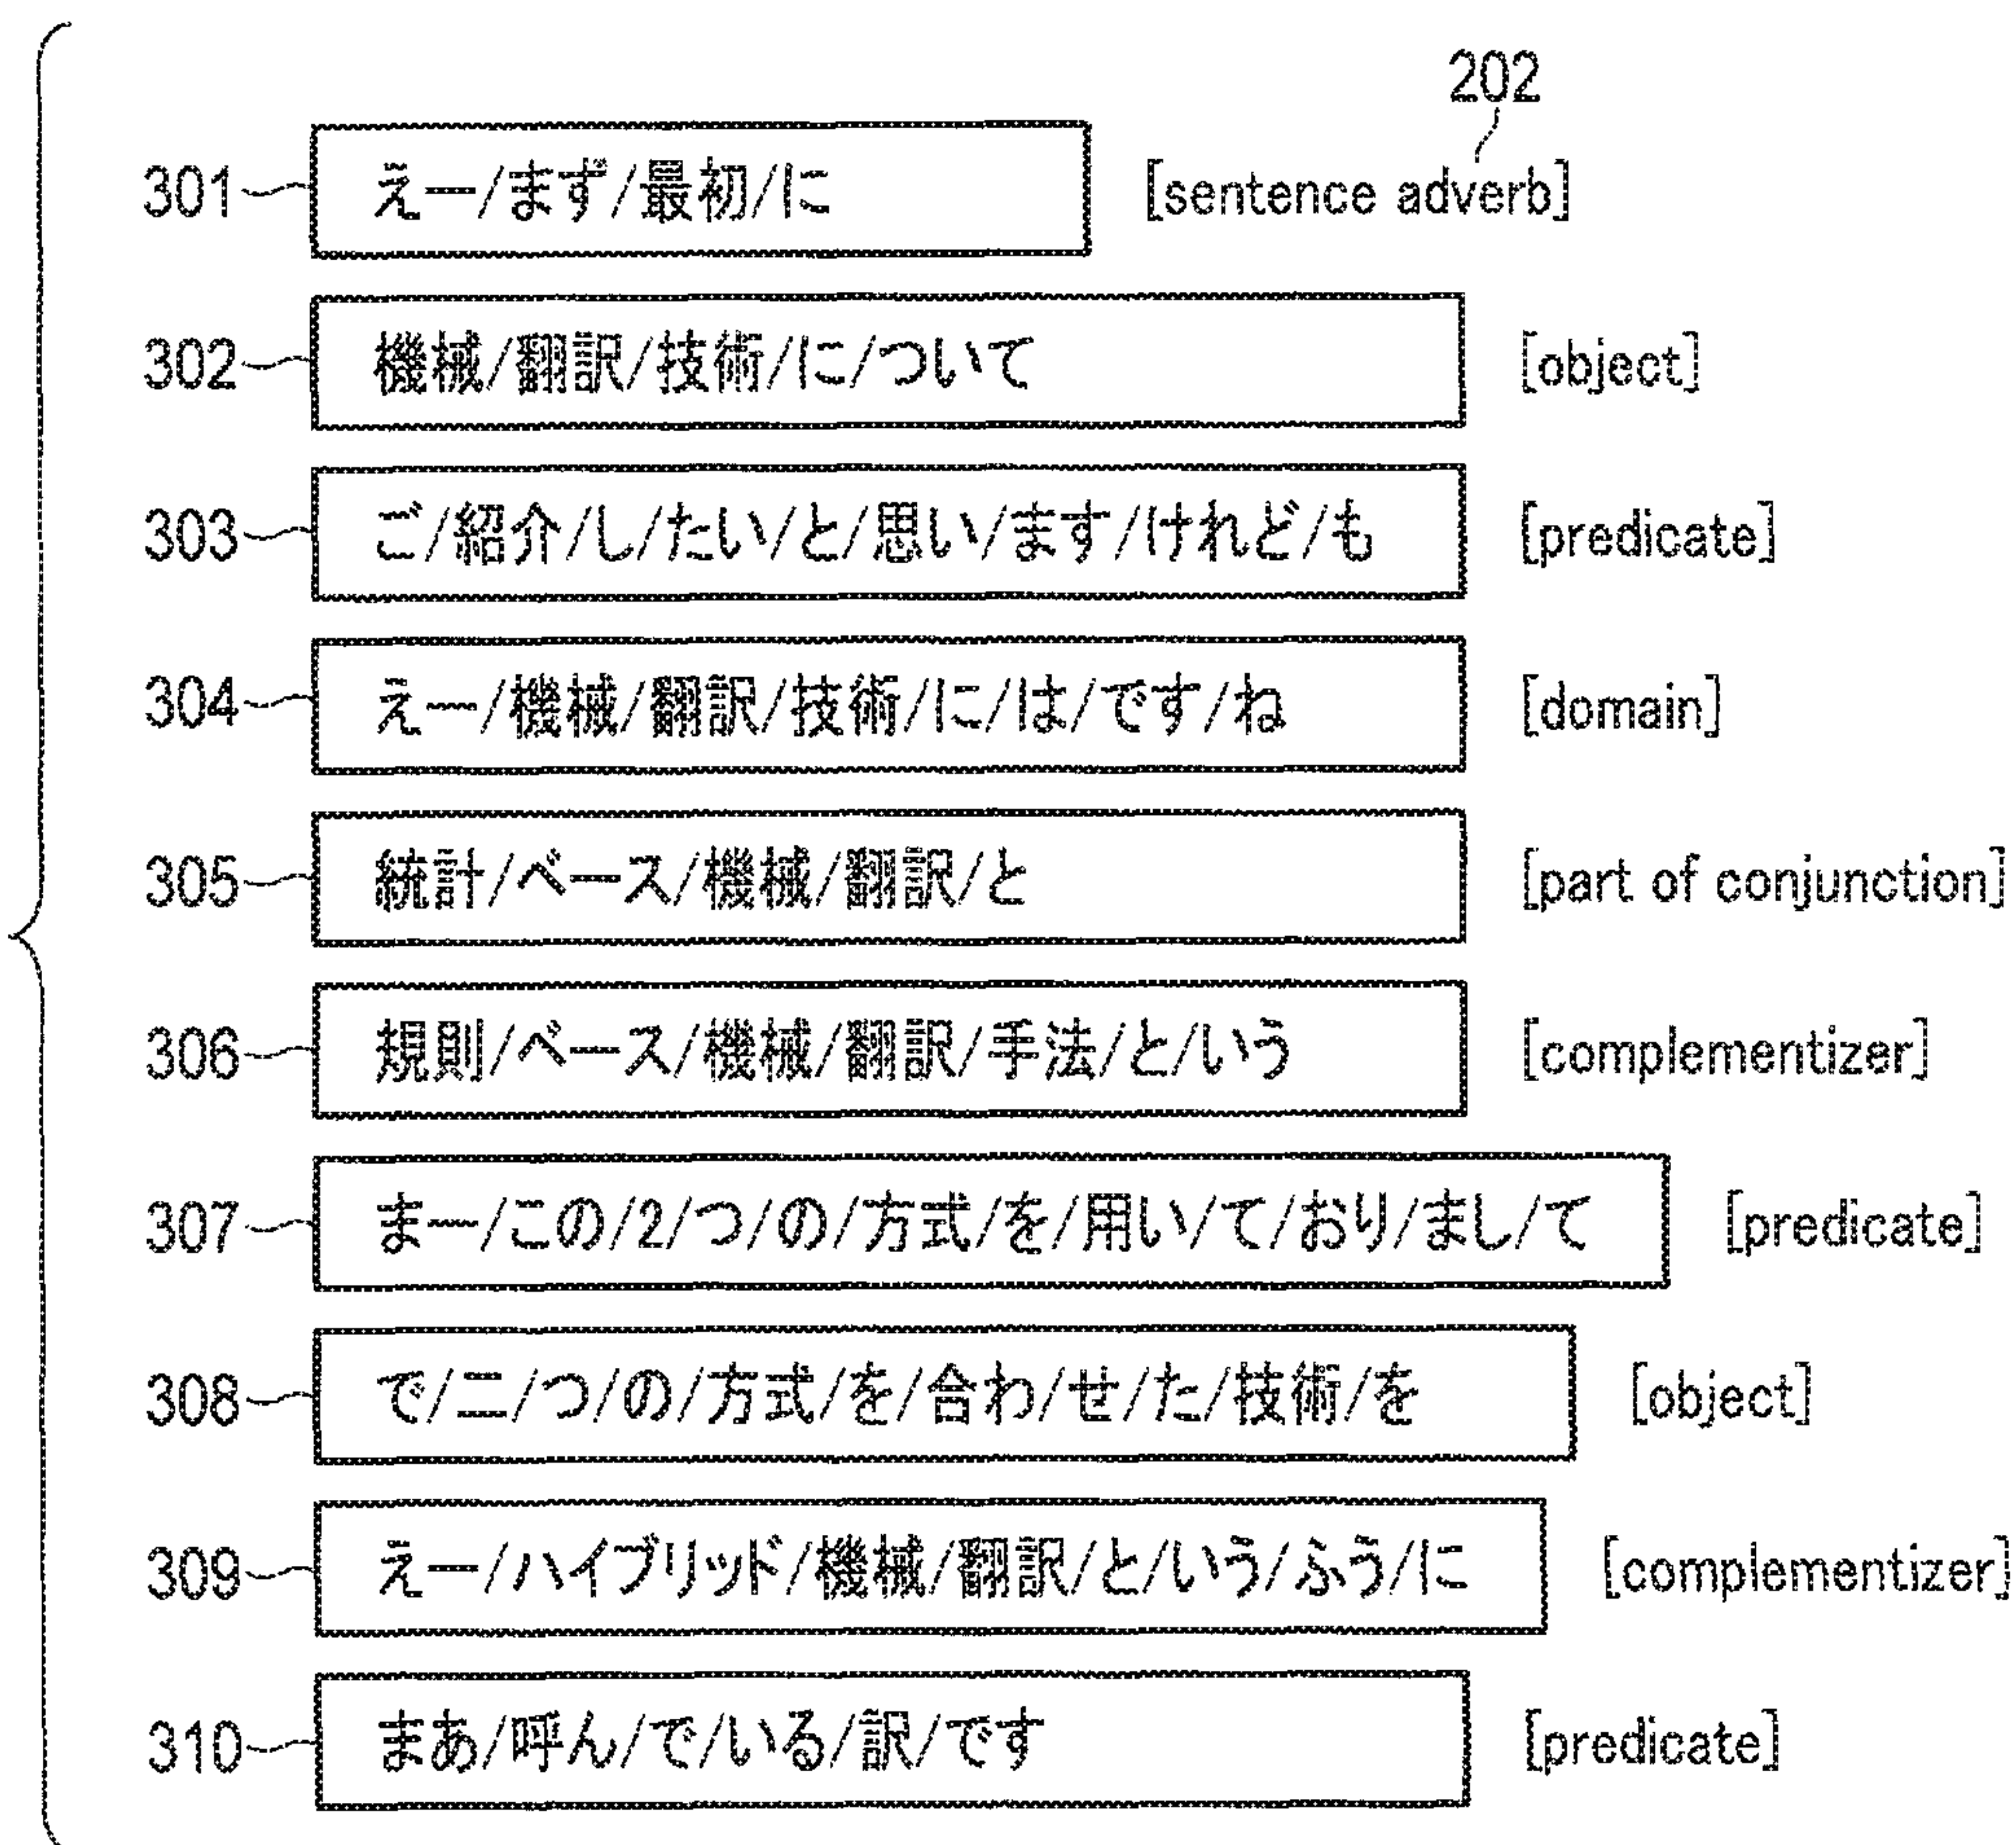 202
301 えー/まず/最初/に [sentence adverb]
302 機械/翻訳/技術/に/ついて [object]
303 ご/紹介/し/たい/と/思い/ます/けれど/も [predicate]
304 えー/機械/翻訳/技術/に/は/です/ね [domain]
305 統計/ベース/機械/翻訳/と [part of conjunction]
306 規則/ベース/機械/翻訳/手法/と/いう [complementizer]
307 まー/この/2/つ/の/方式/を/用い/て/おり/まし/て [predicate]
308 で/二/つ/の/方式/を/合わ/せ/た/技術/を [object]
309 えー/ハイブリッド/機械/翻訳/と/いう/ふう/に [complementizer]
310 まあ/呼ん/で/いる/訳/です [predicate]